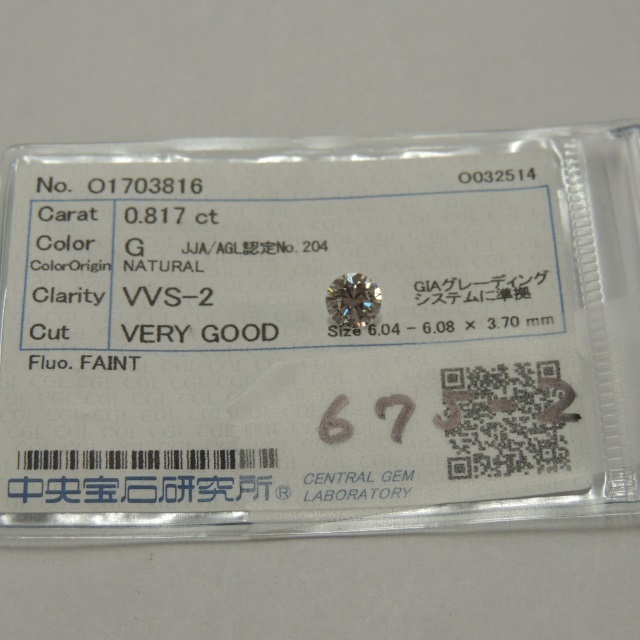 No. O1703816 O032514
Carat 0.817 ct
Color G JJA/AGL認定No.204
ColorOrigin NATURAL
Clarity VVS-2 GIAグレーディング
システムに準拠
Cut VERY GOOD Size 6.04 - 6.08 × 3.70 mm
Fluo. FAINT
675-2
中央宝石研究所® CENTRAL GEM
LABORATORY